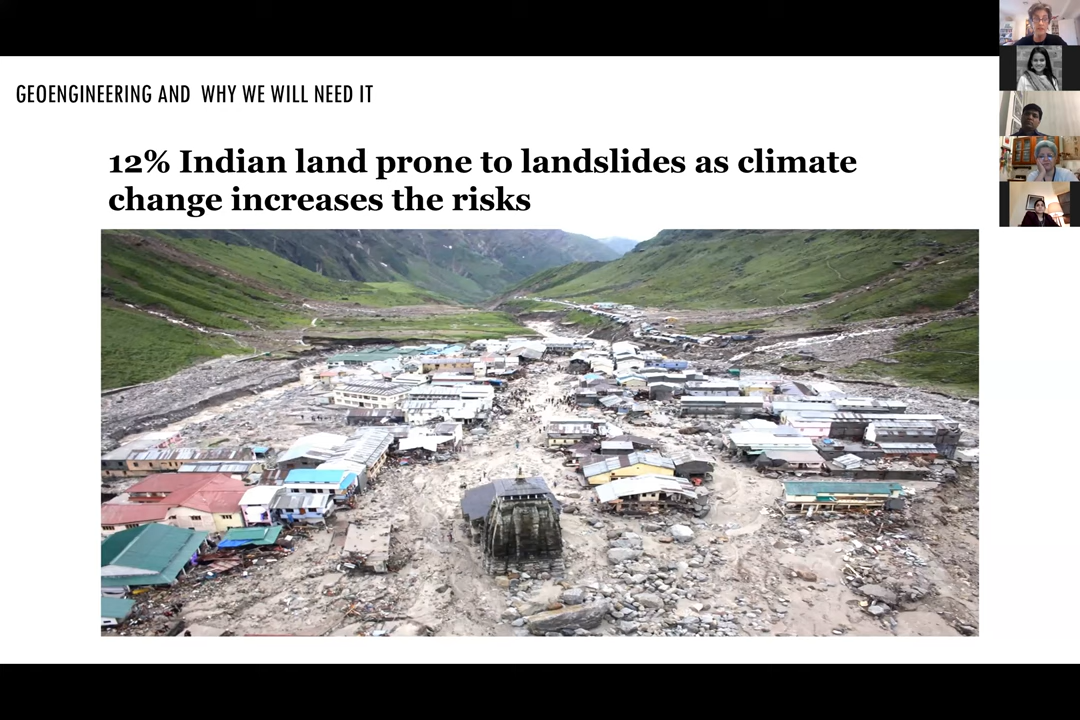 GEOENGINEERING AND WHY WE WILL NEED IT
12% Indian land prone to landslides as climate
change increases the risks